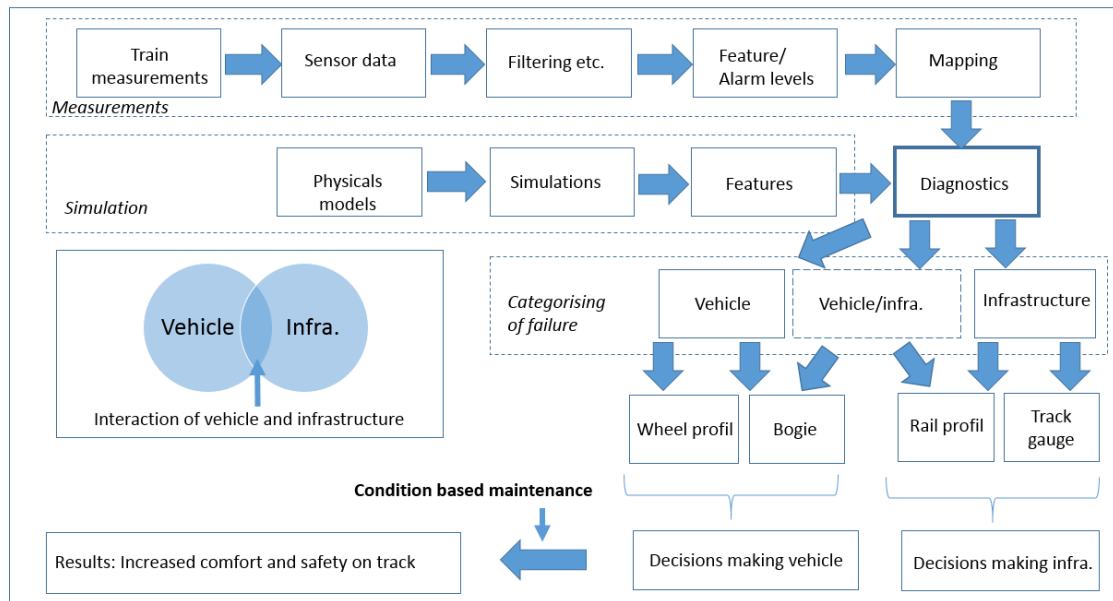 Train
measurements
Sensor data
Filtering etc.
Feature/
Alarm levels
Mapping
Measurements
Physicals
models
Simulations
Features
Diagnostics
Simulation
Vehicle
Infra.
Interaction of vehicle and infrastructure
Categorising
of failure
Vehicle
Vehicle/infra.
Infrastructure
Wheel profil
Bogie
Rail profil
Track
gauge
Condition based maintenance
Results: Increased comfort and safety on track
Decisions making vehicle
Decisions making infra.